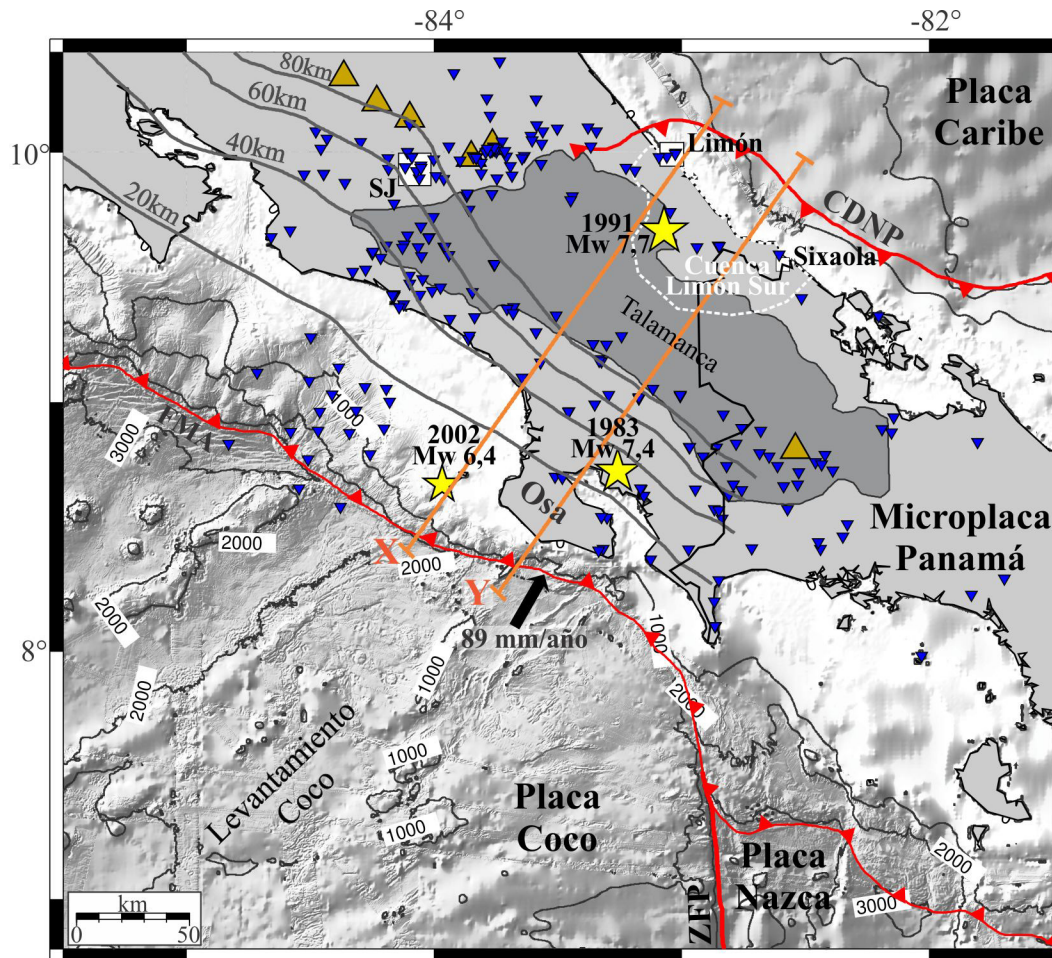 -84°
-82°
80km
60km
40km
20km
10°
8°
Placa
Caribe
Limón
SJ
CDNP
1991
Mw 7,7
Sixaola
Cuenca
Limón Sur
Talamanca
1000
3000
FMA
2002
Mw 6,4
1983
Mw 7,4
Osa
Microplaca
Panamá
2000
X
2000
Y
2000
89 mm/año
1000
1000
2000
2000
Levantamiento
Coco
1000
1000
Placa
Coco
Placa
Nazca
ZFP
2000
3000
km
0
50